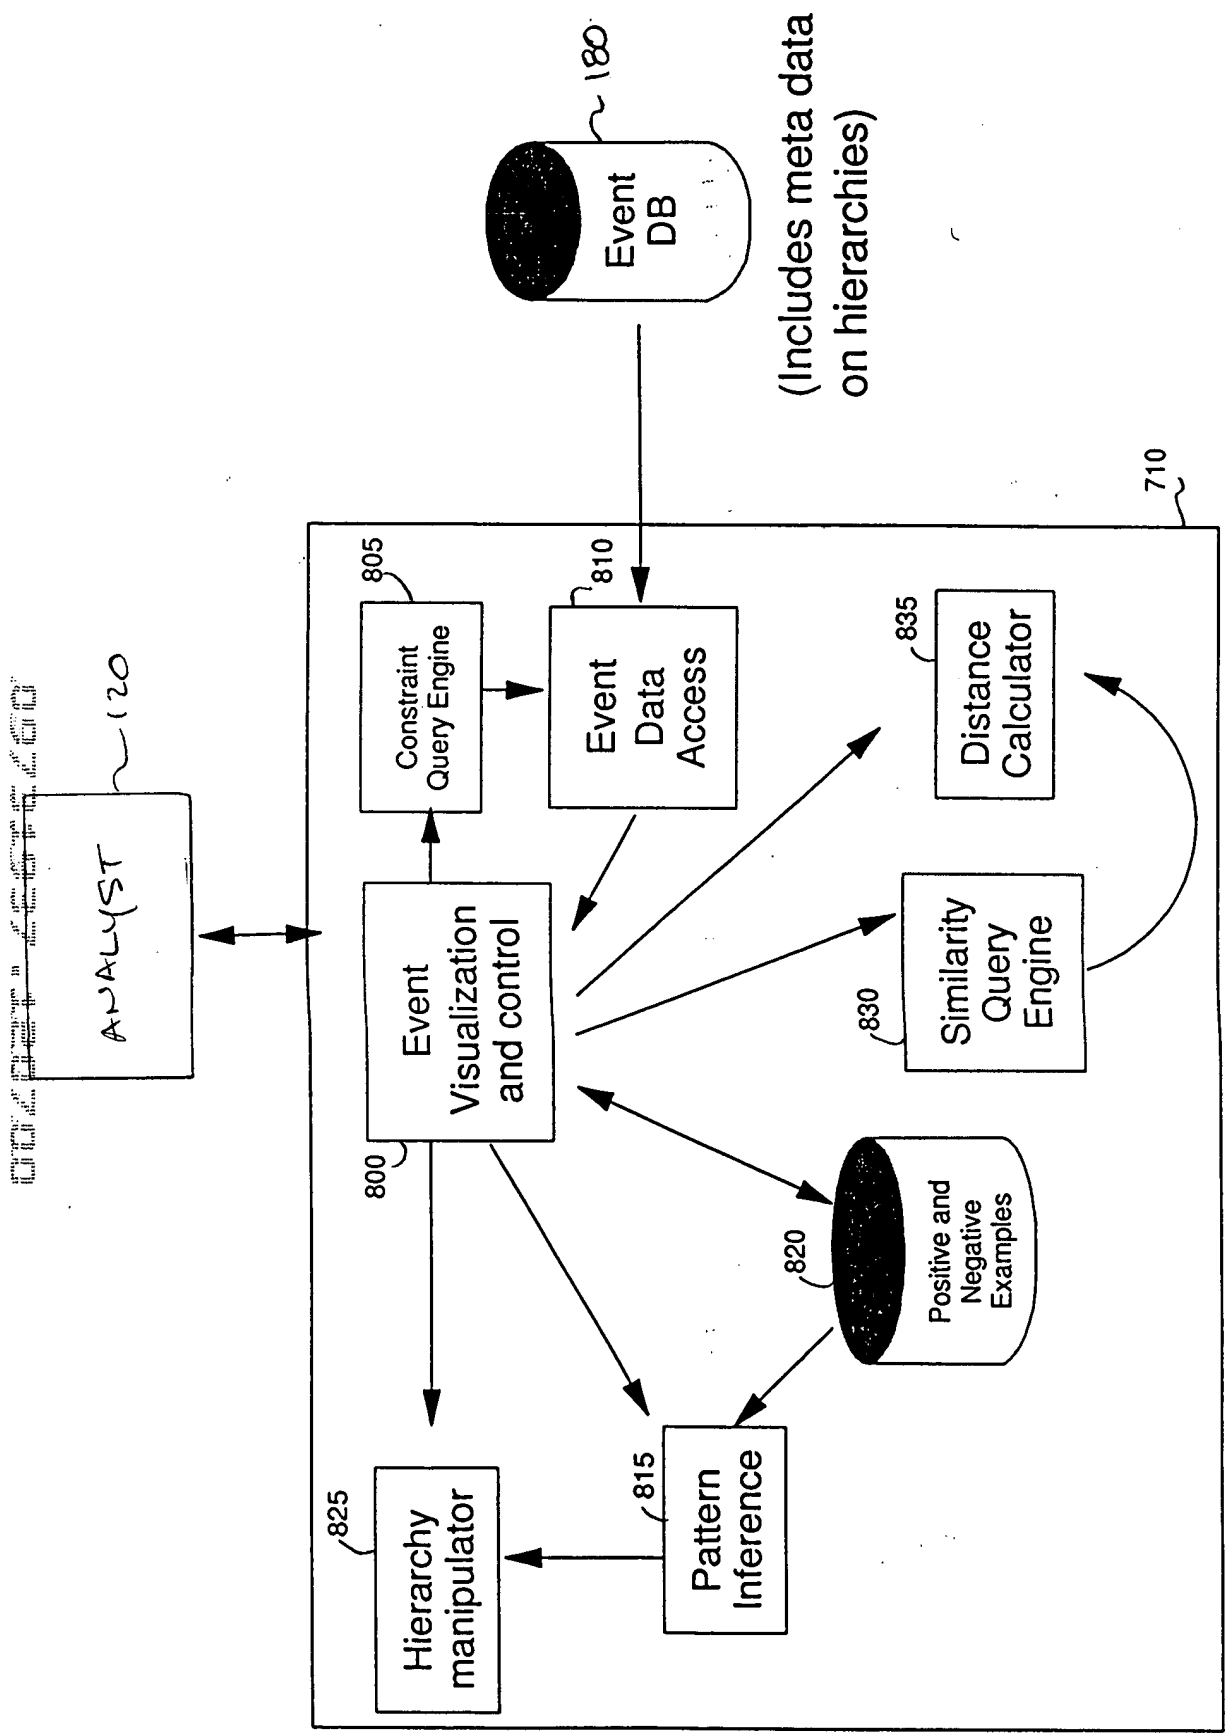 ANALYST
120
825
Hierarchy
manipulator
800
Event
Visualization
and control
805
Constraint
Query Engine
810
Event
Data
Access
180
Event
DB
(Includes meta data
on hierarchies)
815
Pattern
Inference
820
Positive and
Negative
Examples
830
Similarity
Query
Engine
835
Distance
Calculator
710